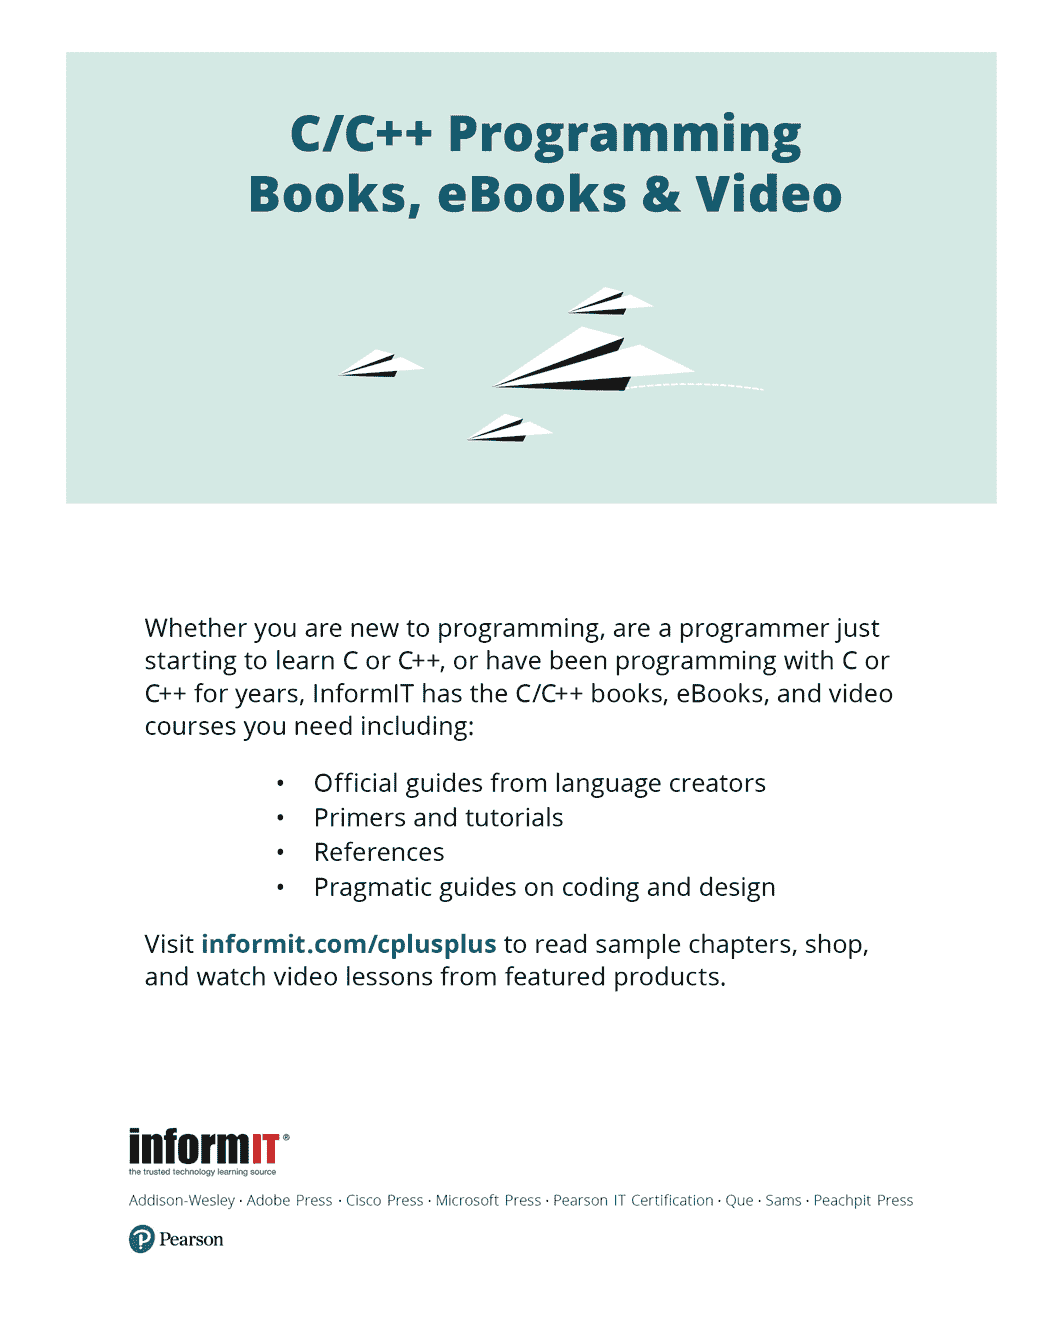 C/C++ Programming
Books, eBooks & Video
Whether you are new to programming, are a programmer just
starting to learn C or C++, or have been programming with C or
C++ for years, InformIT has the C/C++ books, eBooks, and video
courses you need including:
• Official guides from language creators
• Primers and tutorials
• References
• Pragmatic guides on coding and design
Visit informit.com/cplusplus to read sample chapters, shop,
and watch video lessons from featured products.
informIT®
the trusted technology learning source
Addison-Wesley · Adobe Press · Cisco Press · Microsoft Press · Pearson IT Certification · Que · Sams · Peachpit Press
P Pearson